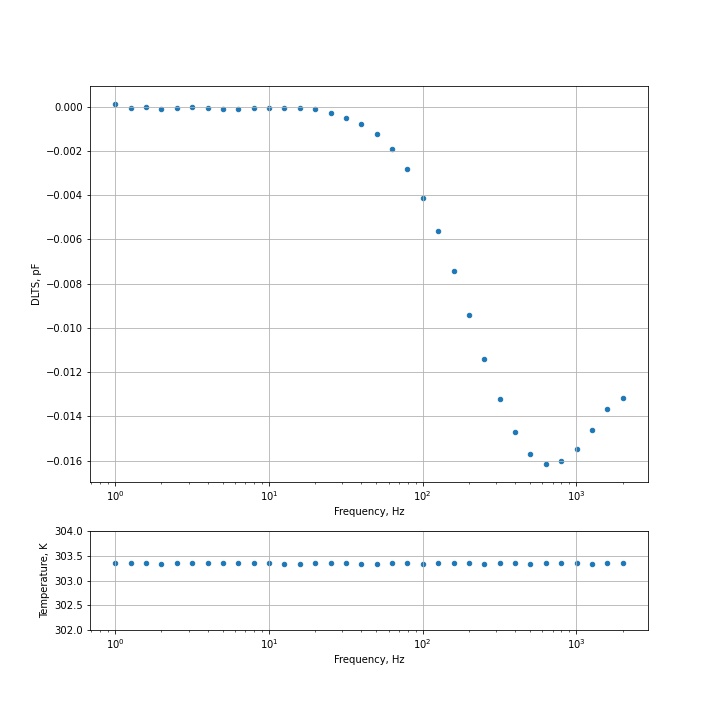 0.000
−0.002
−0.004
−0.006
−0.008
−0.010
−0.012
−0.014
−0.016
DLTS, pF
10⁰ 10¹ 10² 10³
Frequency, Hz
304.0
303.5
303.0
302.5
302.0
Temperature, K
10⁰ 10¹ 10² 10³
Frequency, Hz